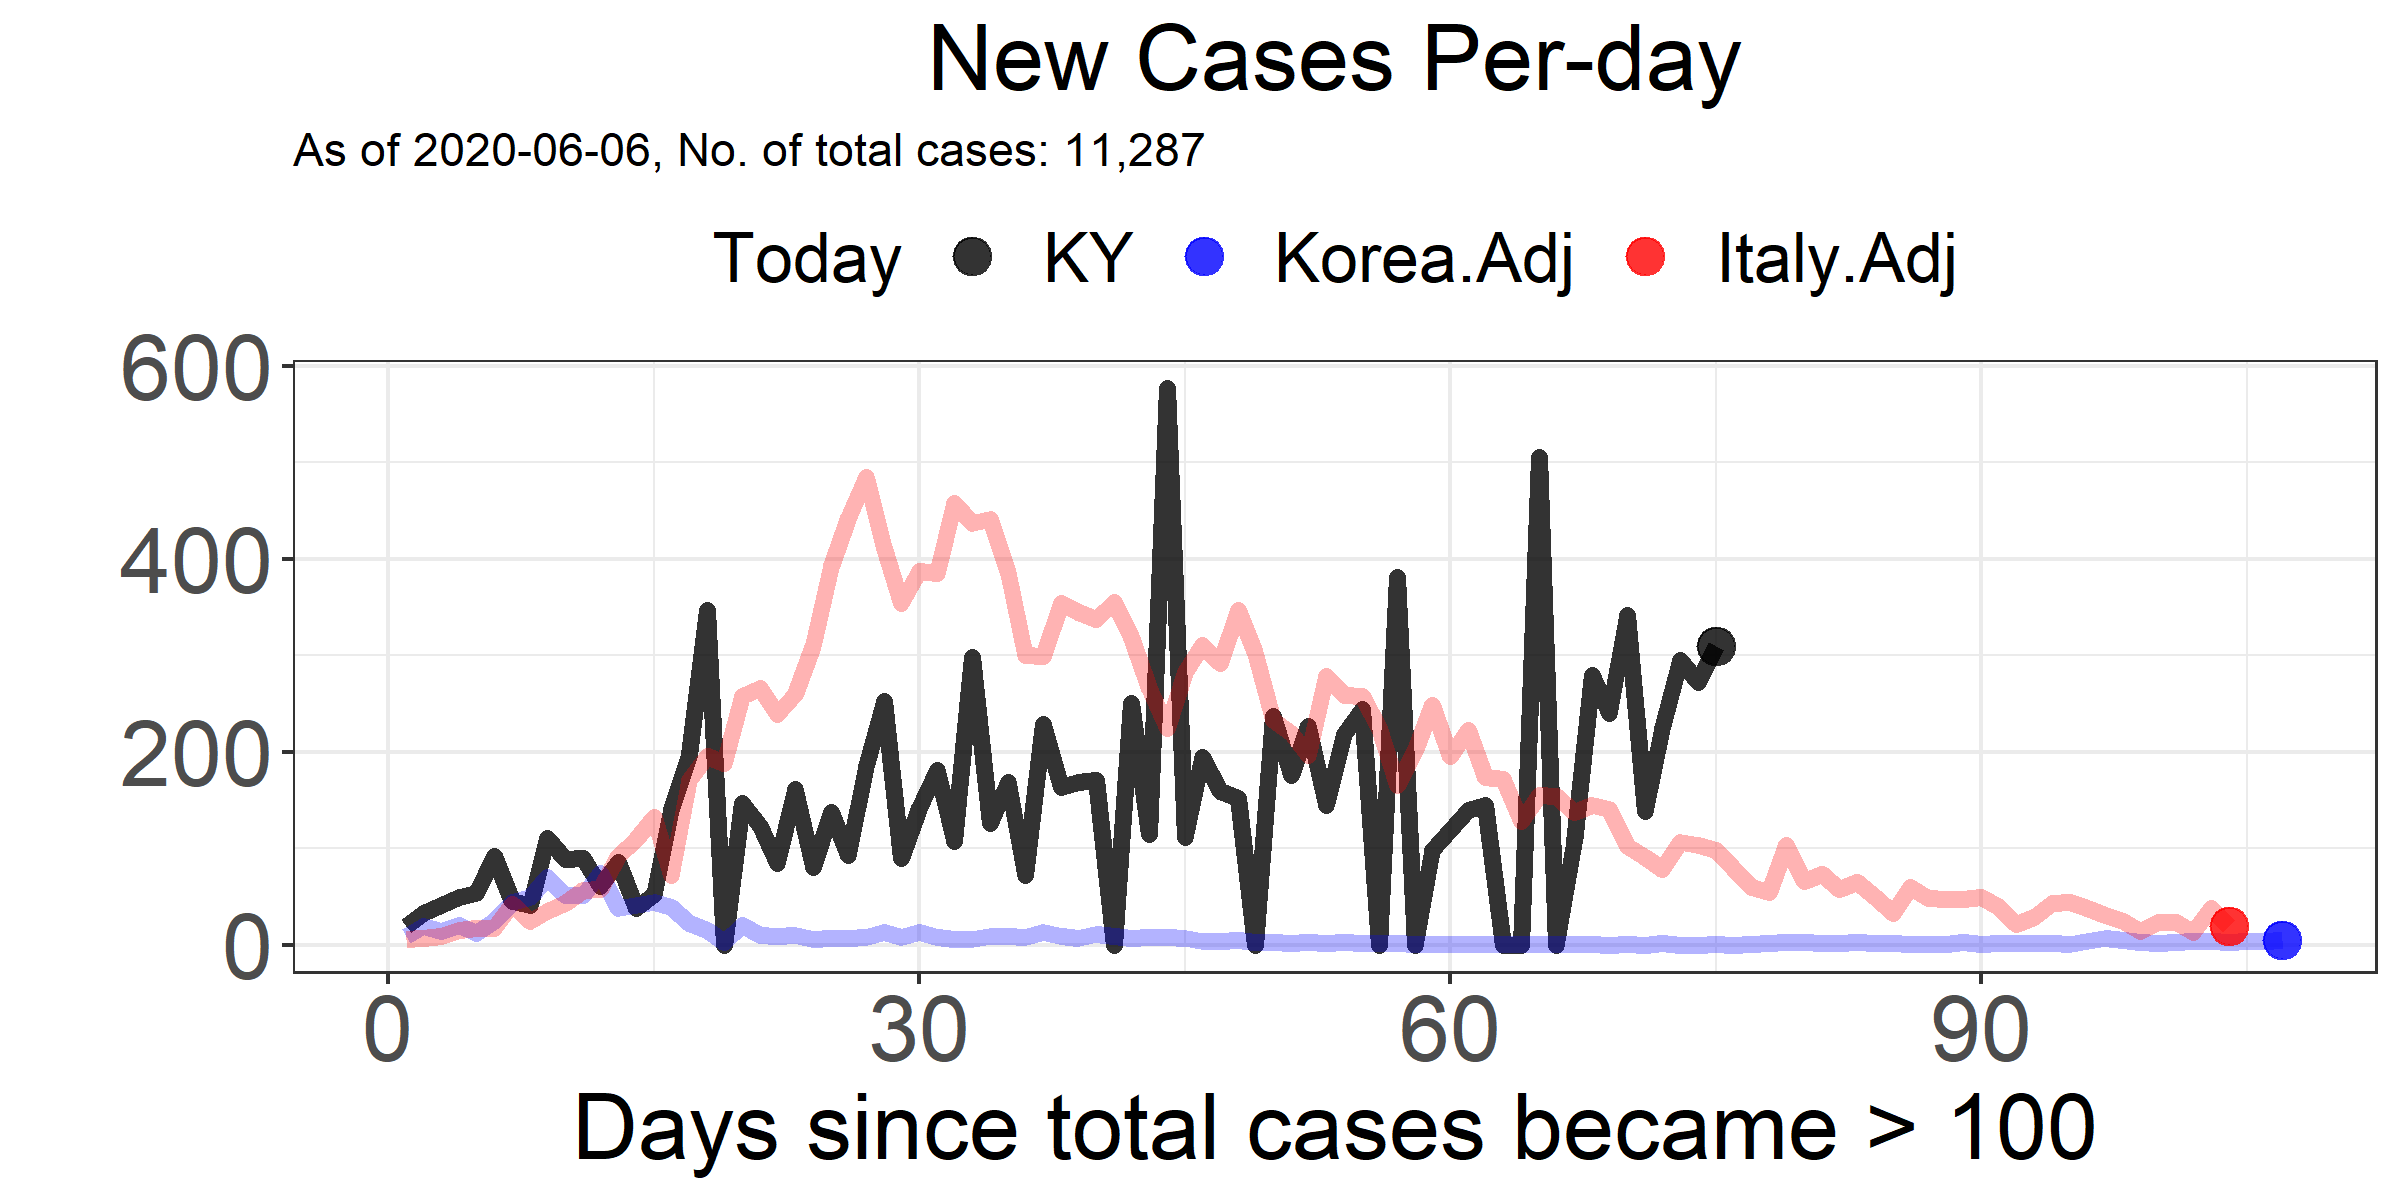 New Cases Per-day
As of 2020-06-06, No. of total cases: 11,287
Today KY Korea.Adj Italy.Adj
600
400
200
0
0 30 60 90
Days since total cases became > 100